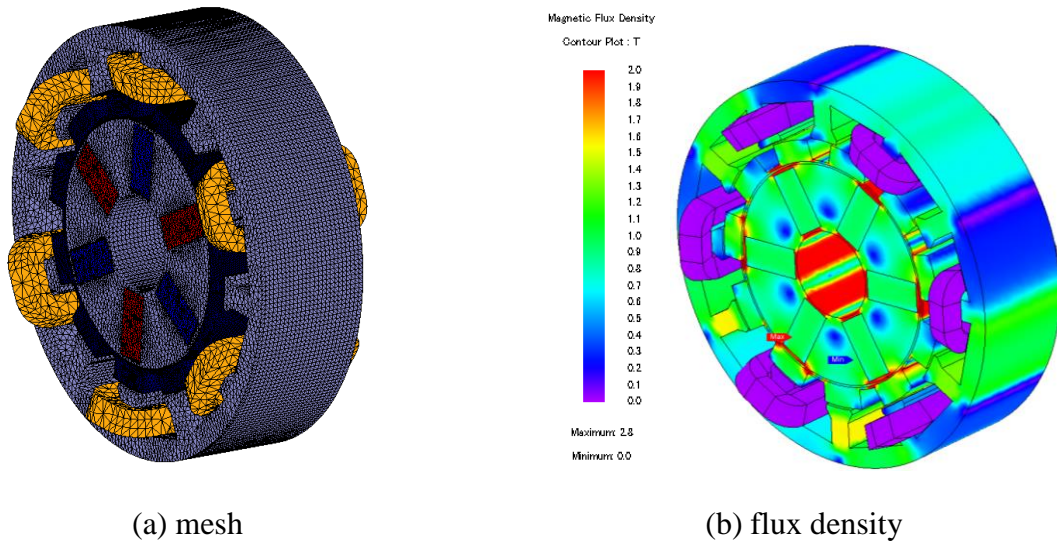 Magnetic Flux Density
Contour Plot : T
2.0
1.8
1.7
1.6
1.5
1.4
1.3
1.2
1.1
1.0
0.9
0.8
0.7
0.6
0.5
0.4
0.3
0.2
0.1
0.0
Maximum: 2.8
Minimum: 0.0
Max
Min
(a) mesh
(b) flux density